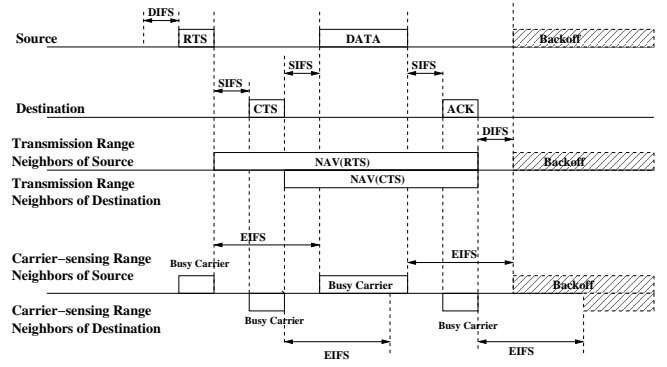 DIFS
Source
RTS
DATA
Backoff
SIFS
SIFS
SIFS
Destination
CTS
ACK
DIFS
Transmission Range
Neighbors of Source
NAV(RTS)
Backoff
Transmission Range
Neighbors of Destination
NAV(CTS)
EIFS
EIFS
Carrier−sensing Range
Neighbors of Source
Busy Carrier
Busy Carrier
Backoff
Carrier−sensing Range
Neighbors of Destination
Busy Carrier
Busy Carrier
EIFS
EIFS